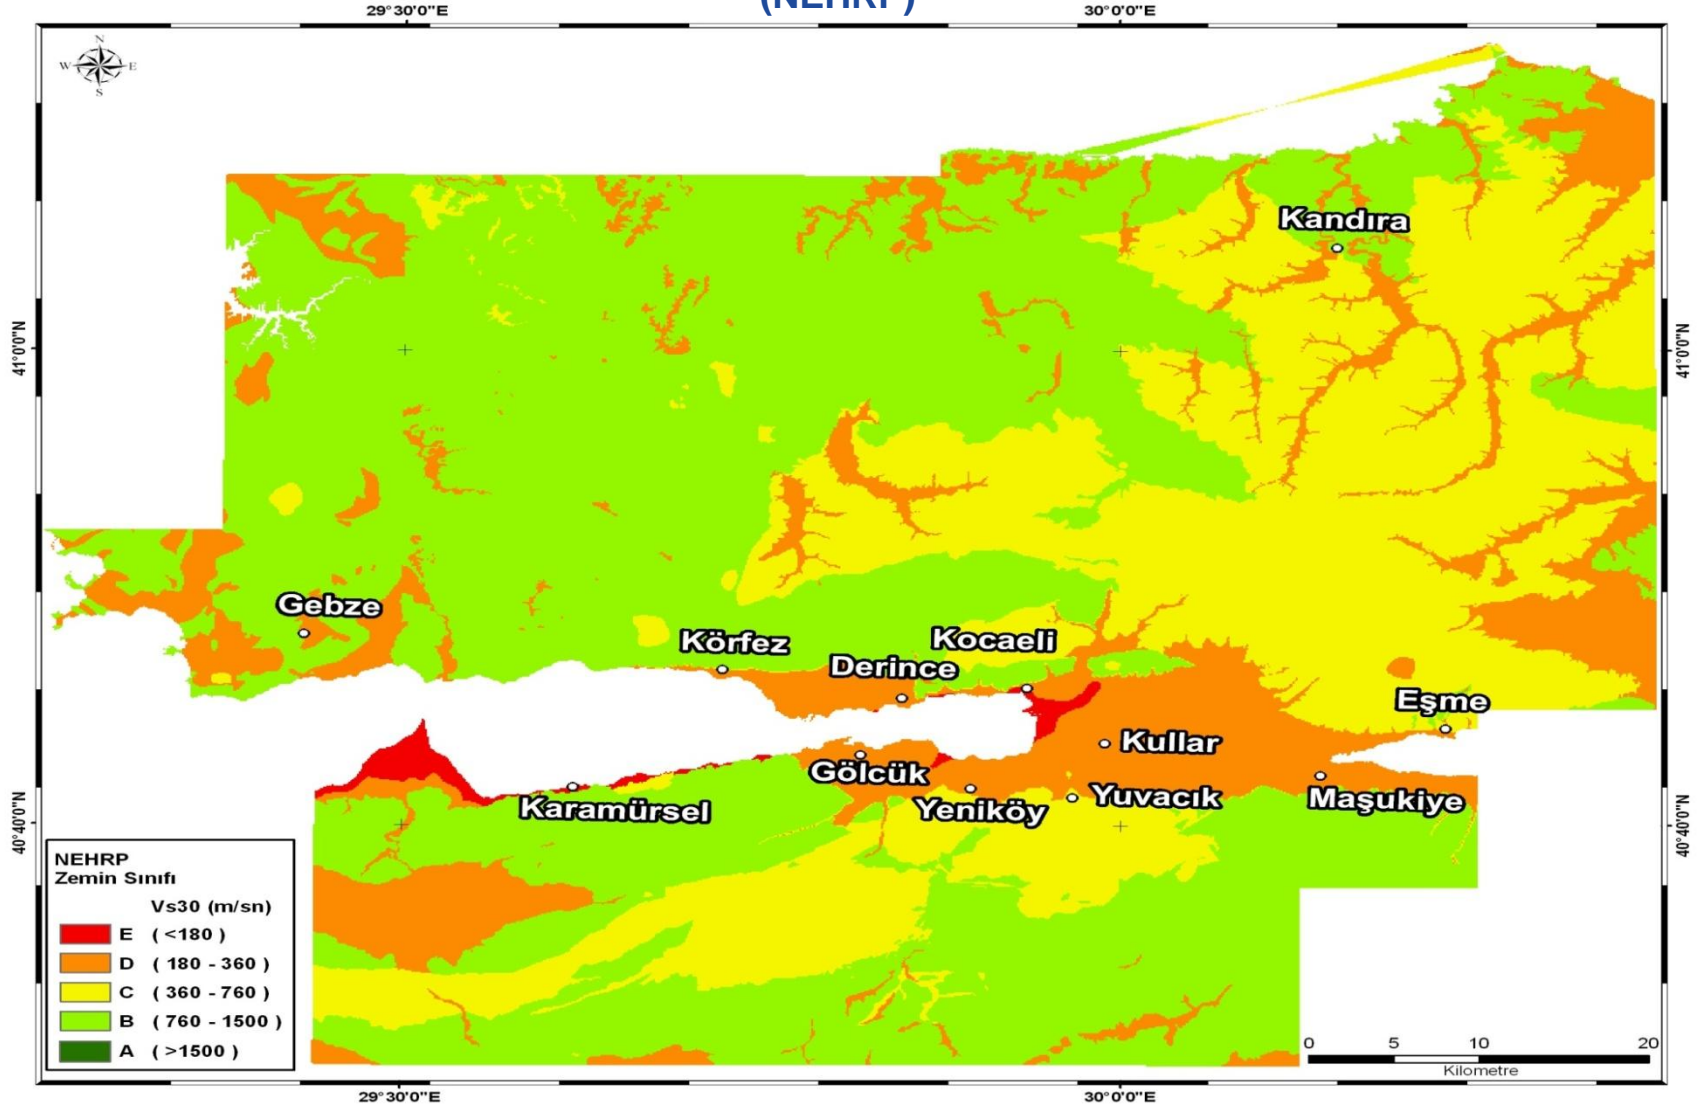 (NEHRP)
29°30'0"E
30°0'0"E
N
W
E
S
Kandıra
41°0'0"N
41°0'0"N
Gebze
Körfez
Kocaeli
Derince
Eşme
Kullar
Gölcük
Karamürsel
Yeniköy
Yuvacık
Maşukiye
40°40'0"N
40°40'0"N
NEHRP
Zemin Sınıfı
Vs30 (m/sn)
E ( <180 )
D ( 180 - 360 )
C ( 360 - 760 )
B ( 760 - 1500 )
A ( >1500 )
0 5 10 20
Kilometre
29°30'0"E
30°0'0"E